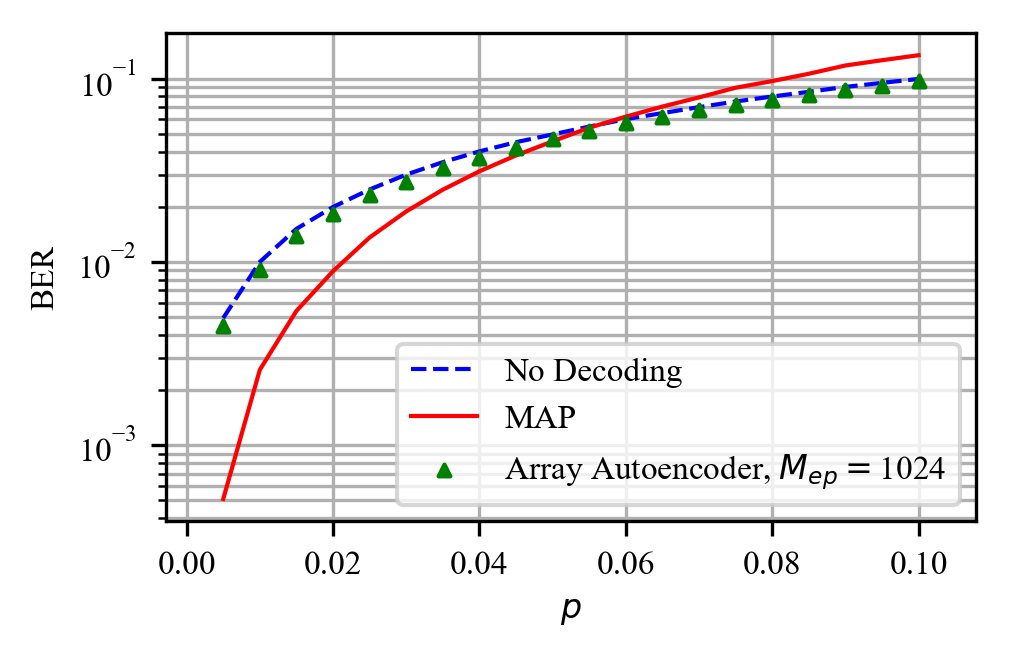 10⁻¹
10⁻²
10⁻³
BER
No Decoding
MAP
Array Autoencoder, M_ep = 1024
0.00 0.02 0.04 0.06 0.08 0.10
p